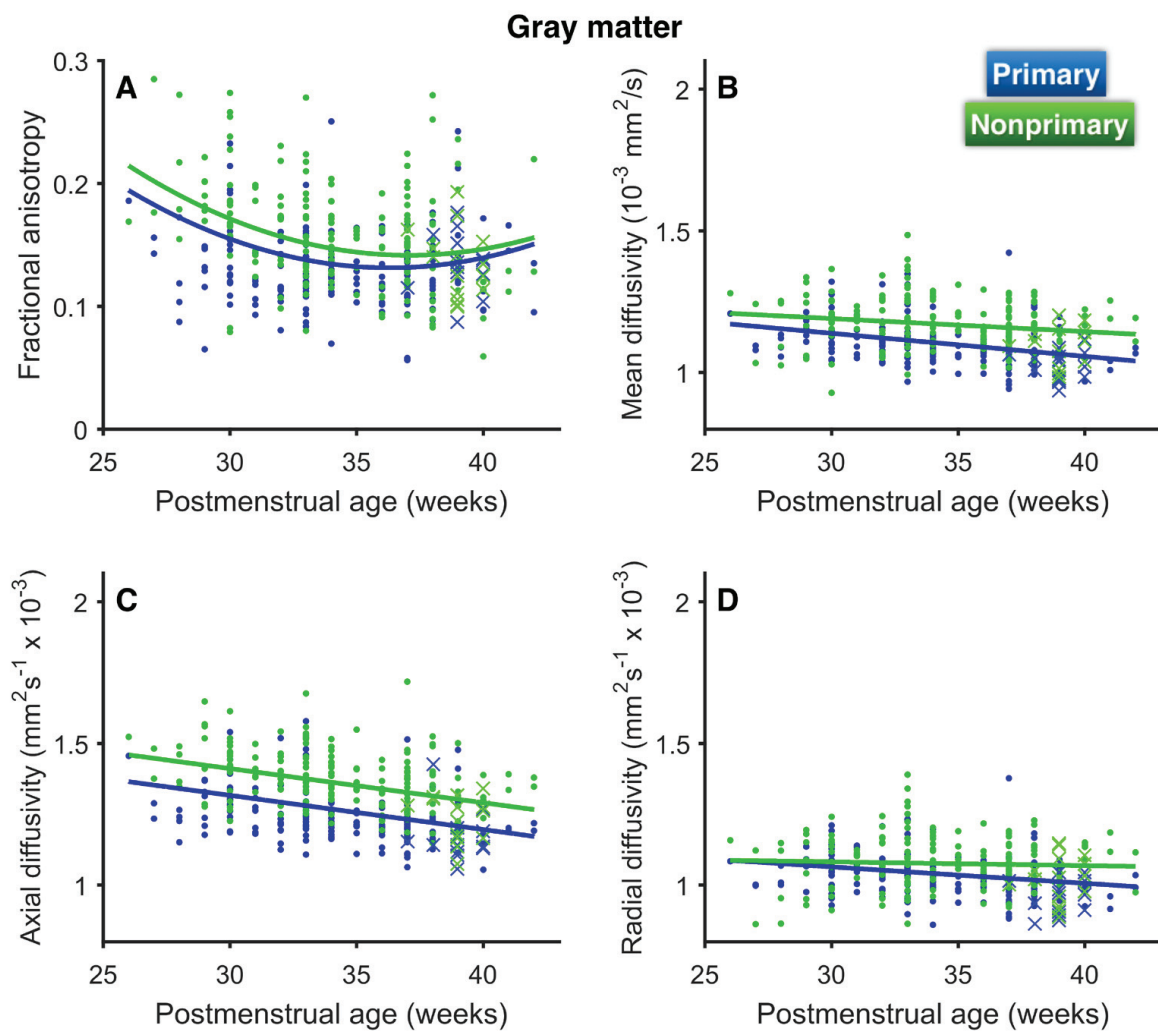 Gray matter
A
Fractional anisotropy
0.3
0.2
0.1
0
25 30 35 40
Postmenstrual age (weeks)
B
Primary
Nonprimary
Mean diffusivity (10⁻³ mm²/s)
2
1.5
1
25 30 35 40
Postmenstrual age (weeks)
C
Axial diffusivity (mm²s⁻¹ x 10⁻³)
2
1.5
1
25 30 35 40
Postmenstrual age (weeks)
D
Radial diffusivity (mm²s⁻¹ x 10⁻³)
2
1.5
1
25 30 35 40
Postmenstrual age (weeks)